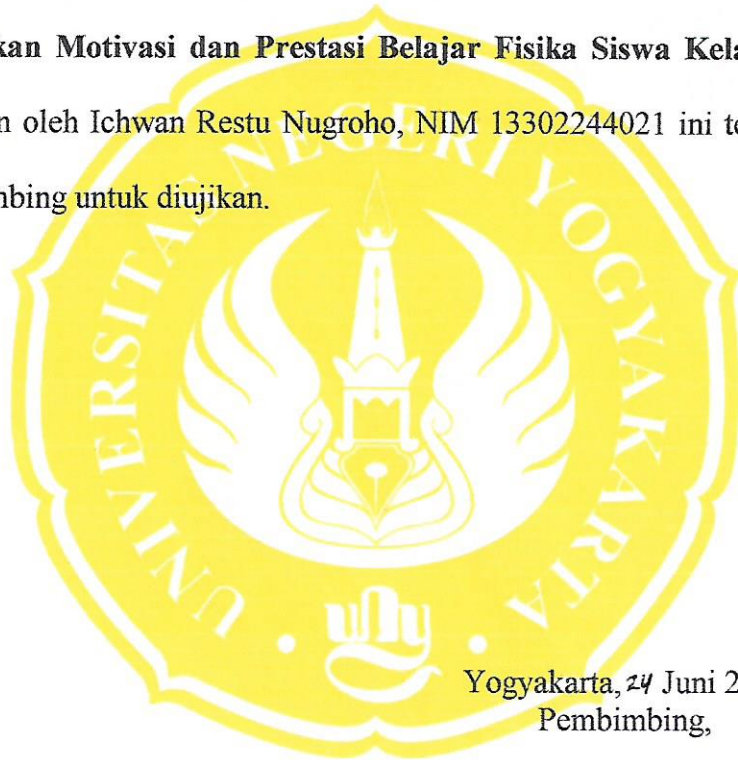 kan Motivasi dan Prestasi Belajar Fisika Siswa Kela
n oleh Ichwan Restu Nugroho, NIM 13302244021 ini te
nbing untuk diujikan.
UNIVERSITAS NEGERI YOGYAKARTA
uny
Yogyakarta, 24 Juni 2
Pembimbing,